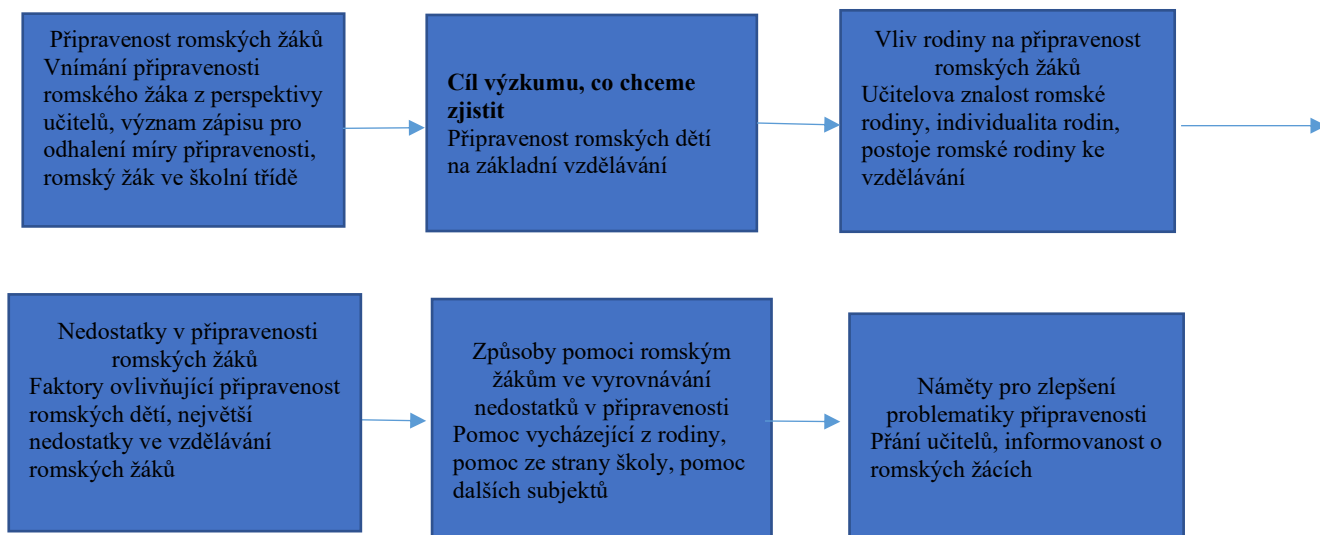 Připravenost romských žáků
Vnímání připravenosti
romského žáka z perspektivy
učitelů, význam zápisu pro
odhalení míry připravenosti,
romský žák ve školní třídě
Cíl výzkumu, co chceme
zjistit
Připravenost romských dětí
na základní vzdělávání
Vliv rodiny na připravenost
romských žáků
Učitelova znalost romské
rodiny, individualita rodin,
postoje romské rodiny ke
vzdělávání
Nedostatky v připravenosti
romských žáků
Faktory ovlivňující připravenost
romských dětí, největší
nedostatky ve vzdělávání
romských žáků
Způsoby pomoci romským
žákům ve vyrovnávání
nedostatků v připravenosti
Pomoc vycházející z rodiny,
pomoc ze strany školy, pomoc
dalších subjektů
Náměty pro zlepšení
problematiky připravenosti
Přání učitelů, informovanost o
romských žácích